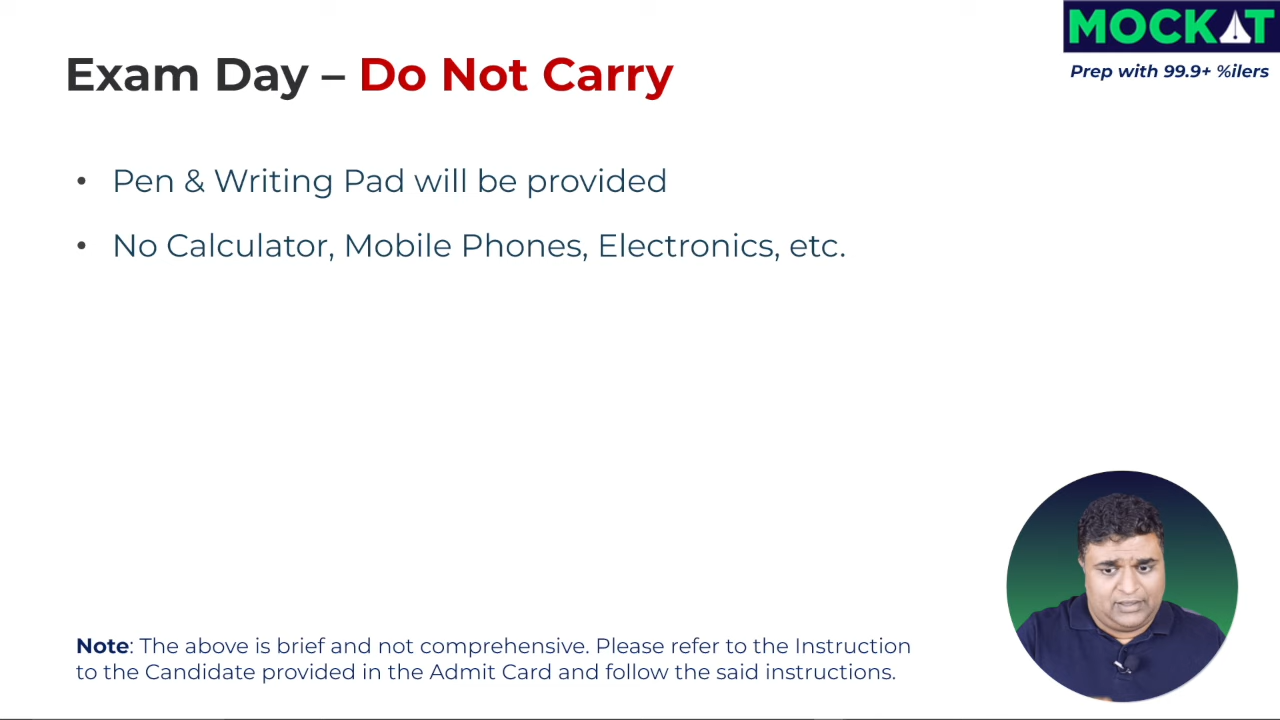 MOCKAT
Prep with 99.9+ %ilers
Exam Day – Do Not Carry
• Pen & Writing Pad will be provided
• No Calculator, Mobile Phones, Electronics, etc.
Note: The above is brief and not comprehensive. Please refer to the Instruction
to the Candidate provided in the Admit Card and follow the said instructions.